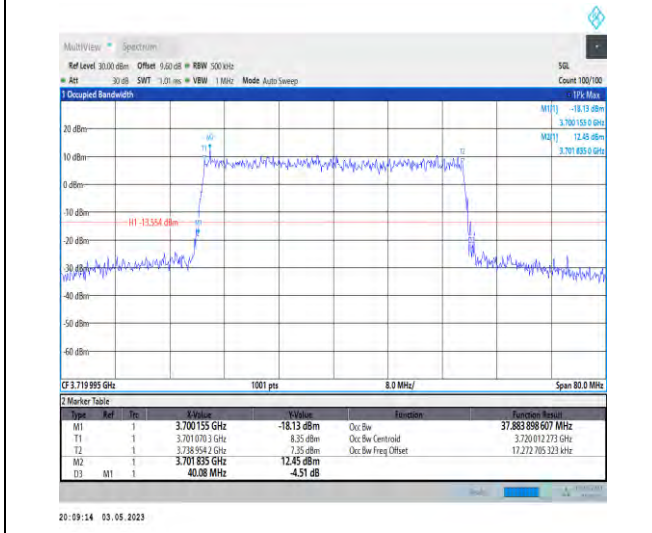 MultiView Spectrum
Ref Level 30.00 dBm Offset 9.60 dB RBW 500 kHz SGL
Att 30 dB SWT 1.01 ms VBW 1 MHz Mode Auto Sweep Count 100/100
1 Occupied Bandwidth 1Pk Max
M1[1] -18.13 dBm
3.700 155 0 GHz
M2[1] 12.45 dBm
3.701 835 0 GHz
20 dBm
M2
T1
T2
10 dBm
0 dBm
-10 dBm
H1 -13.554 dBm
-20 dBm
-30 dBm
-40 dBm
-50 dBm
-60 dBm
CF 3.719 995 GHz 1001 pts 8.0 MHz/ Span 80.0 MHz
2 Marker Table
Type Ref Trc X-Value Y-Value Function Function Result
M1 1 3.700155 GHz -18.13 dBm Occ Bw 37.883 898 607 MHz
T1 1 3.701 070 3 GHz 8.35 dBm Occ Bw Centroid 3.720 012 273 GHz
T2 1 3.738 954 2 GHz 7.35 dBm Occ Bw Freq Offset 17.272 705 323 kHz
M2 1 3.701835 GHz 12.45 dBm
D3 M1 1 40.08 MHz -4.51 dB
20:09:14 03.05.2023